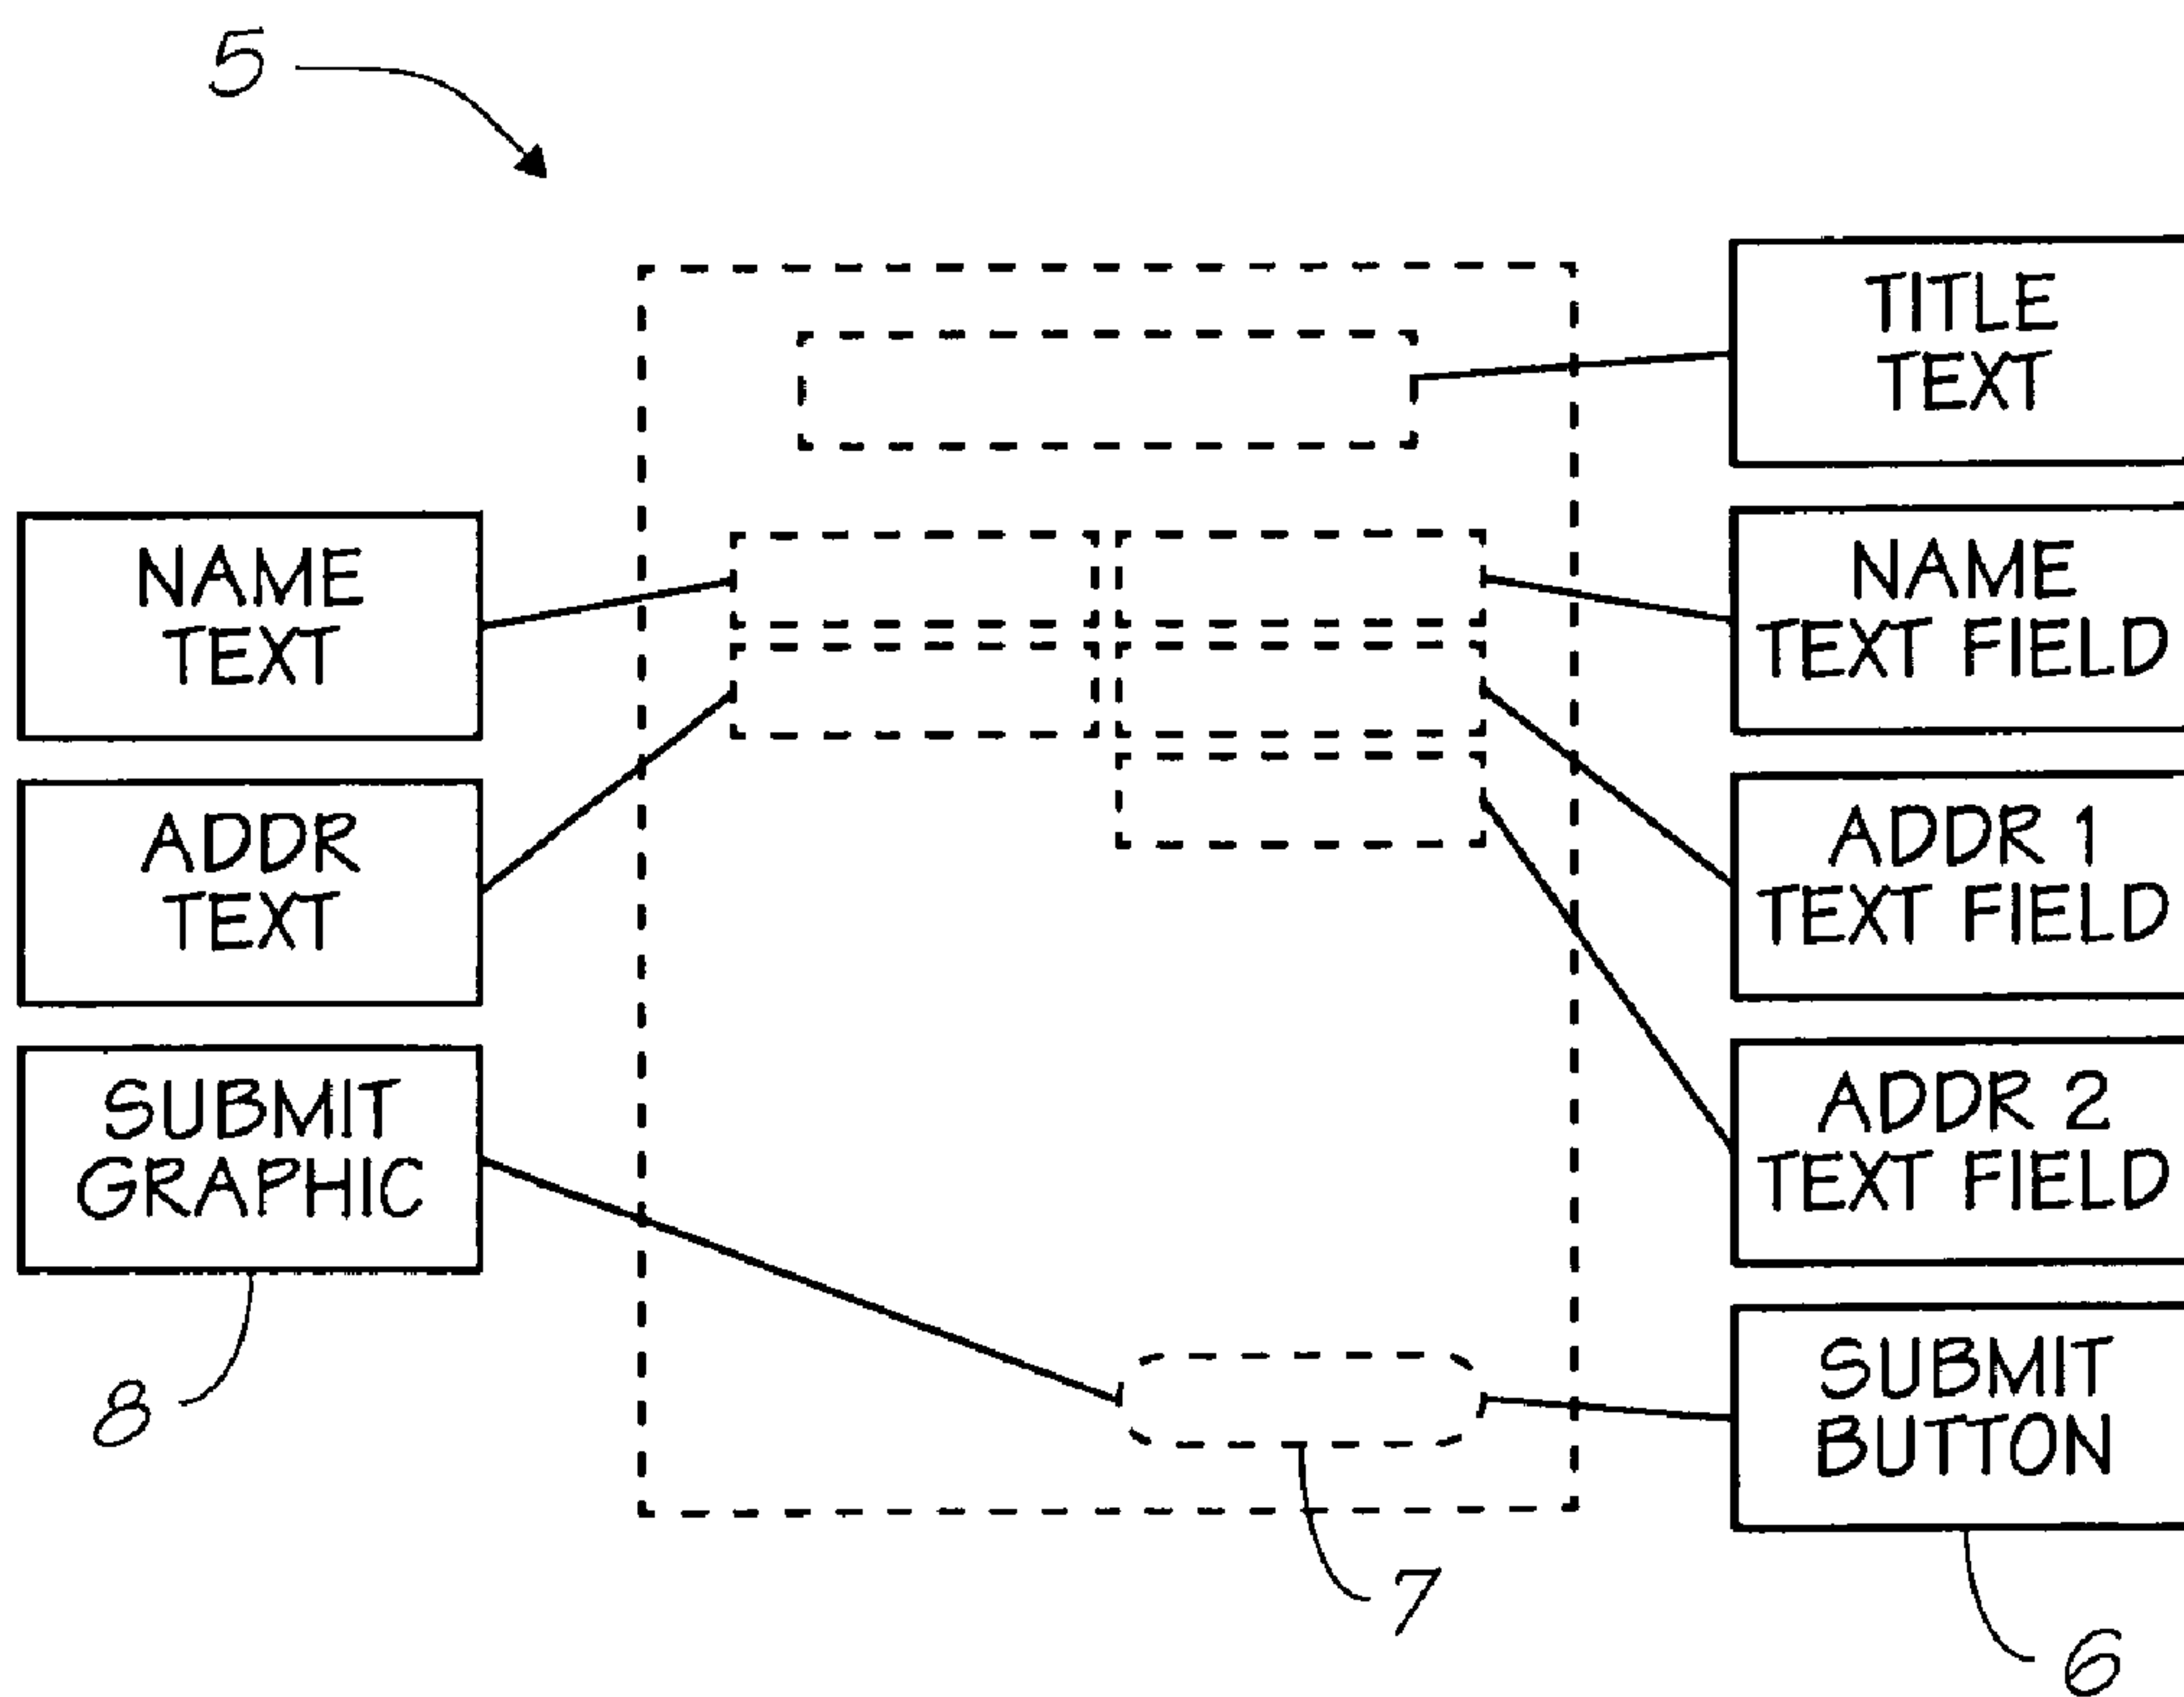 5
TITLE
TEXT
NAME
TEXT
NAME
TEXT FIELD
ADDR
TEXT
ADDR 1
TEXT FIELD
SUBMIT
GRAPHIC
ADDR 2
TEXT FIELD
SUBMIT
BUTTON
8
7
6